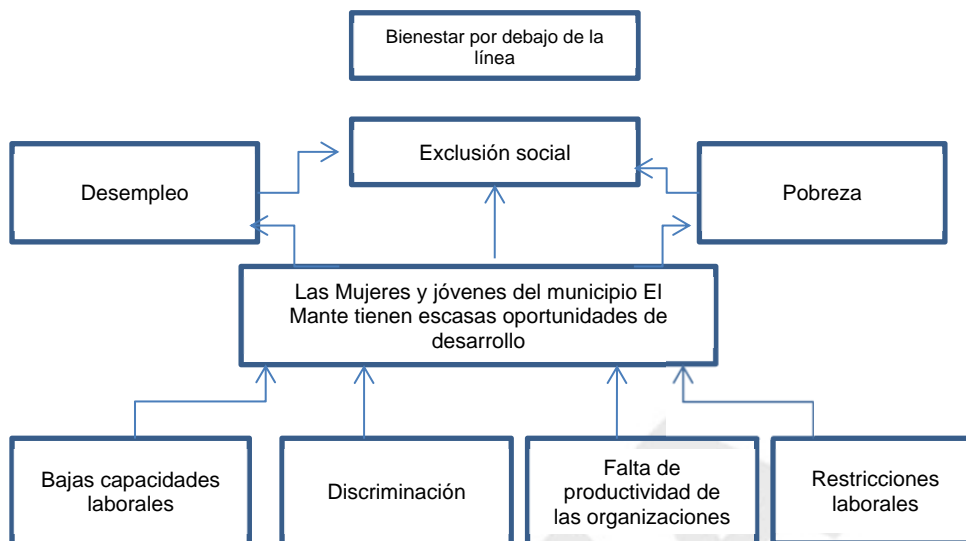 Bienestar por debajo de la
línea
Exclusión social
Desempleo
Pobreza
Las Mujeres y jóvenes del municipio El
Mante tienen escasas oportunidades de
desarrollo
Bajas capacidades
laborales
Discriminación
Falta de
productividad de
las organizaciones
Restricciones
laborales